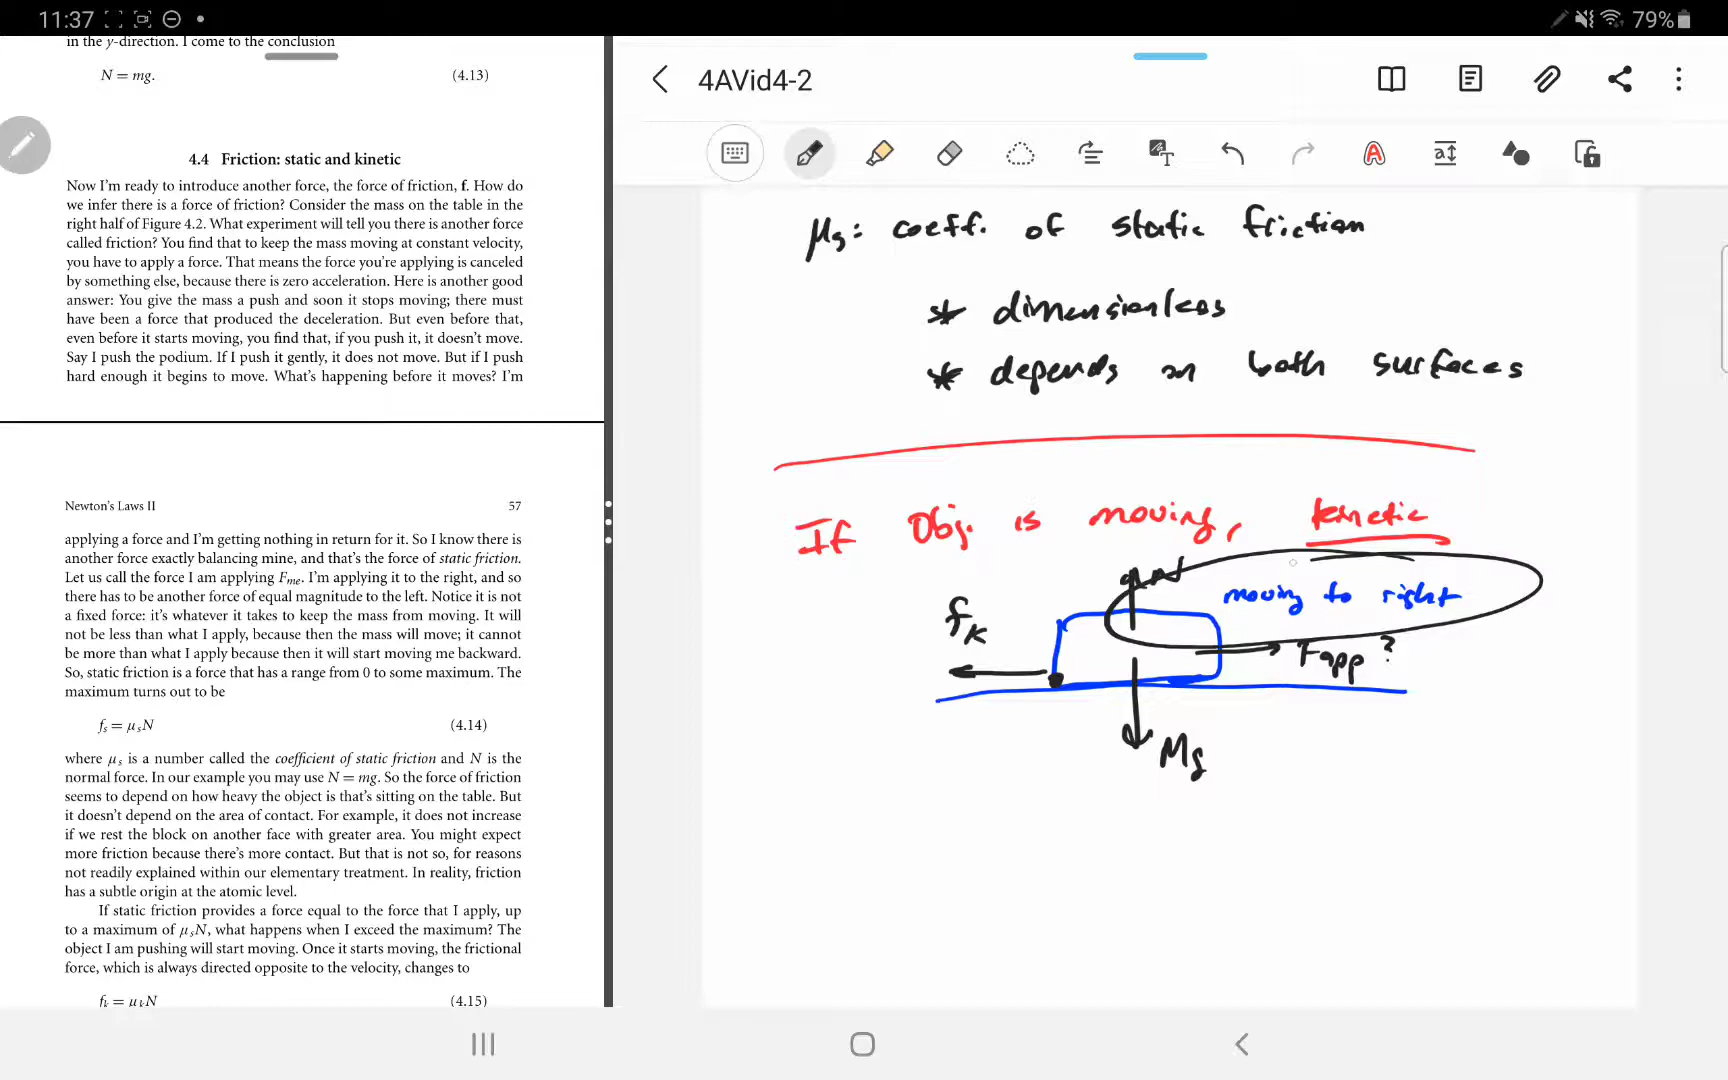 11:37
79%
in the y-direction. I come to the conclusion
N = mg. (4.13)
4.4 Friction: static and kinetic
Now I'm ready to introduce another force, the force of friction, f. How do
we infer there is a force of friction? Consider the mass on the table in the
right half of Figure 4.2. What experiment will tell you there is another force
called friction? You find that to keep the mass moving at constant velocity,
you have to apply a force. That means the force you're applying is canceled
by something else, because there is zero acceleration. Here is another good
answer: You give the mass a push and soon it stops moving; there must
have been a force that produced the deceleration. But even before that,
even before it starts moving, you find that, if you push it, it doesn't move.
Say I push the podium. If I push it gently, it does not move. But if I push
hard enough it begins to move. What's happening before it moves? I'm
Newton's Laws II 57
applying a force and I'm getting nothing in return for it. So I know there is
another force exactly balancing mine, and that's the force of static friction.
Let us call the force I am applying Fme. I'm applying it to the right, and so
there has to be another force of equal magnitude to the left. Notice it is not
a fixed force: it's whatever it takes to keep the mass from moving. It will
not be less than what I apply, because then the mass will move; it cannot
be more than what I apply because then it will start moving me backward.
So, static friction is a force that has a range from 0 to some maximum. The
maximum turns out to be
fs = μsN (4.14)
where μs is a number called the coefficient of static friction and N is the
normal force. In our example you may use N = mg. So the force of friction
seems to depend on how heavy the object is that's sitting on the table. But
it doesn't depend on the area of contact. For example, it does not increase
if we rest the block on another face with greater area. You might expect
more friction because there's more contact. But that is not so, for reasons
not readily explained within our elementary treatment. In reality, friction
has a subtle origin at the atomic level.
If static friction provides a force equal to the force that I apply, up
to a maximum of μsN, what happens when I exceed the maximum? The
object I am pushing will start moving. Once it starts moving, the frictional
force, which is always directed opposite to the velocity, changes to
fk = μkN (4.15)
4AVid4-2
μs: coeff. of static friction
* dimensionless
* depends on both surfaces
If Obj. is moving, kinetic
moving to right
fk
Fapp ?
Mg